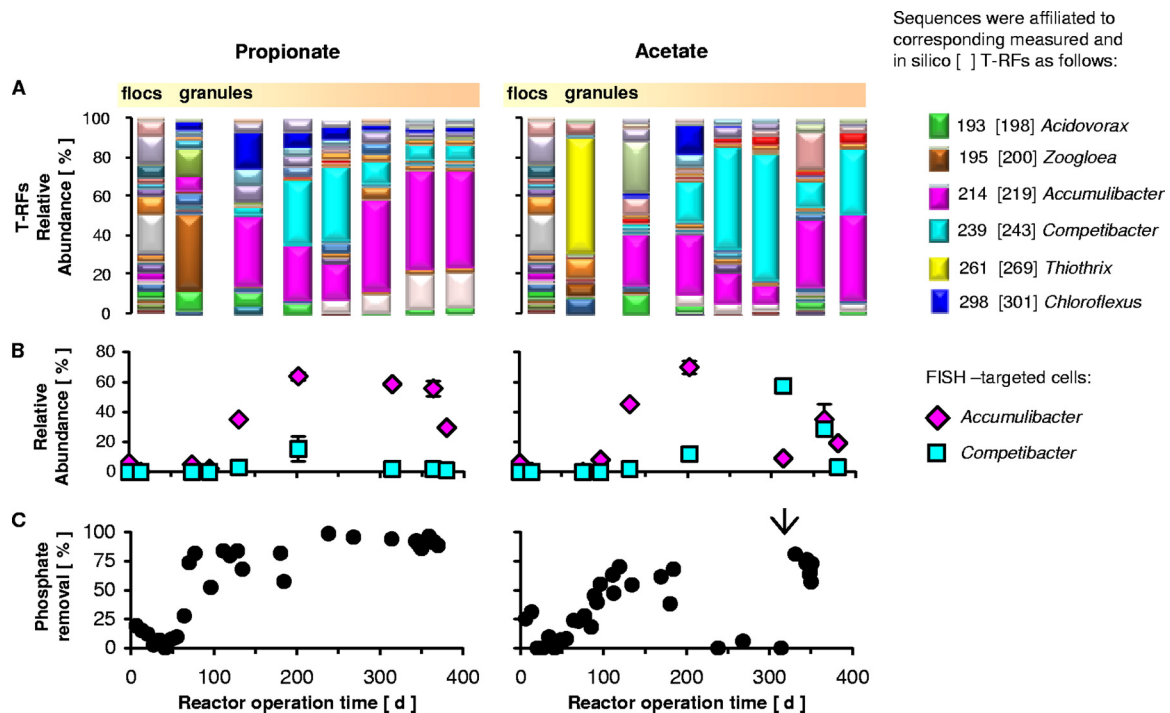 Sequences were affiliated to
corresponding measured and
in silico [ ] T-RFs as follows:
Propionate
Acetate
A
flocs granules
flocs granules
T-RFs
Relative
Abundance [ % ]
100
80
60
40
20
0
193 [198] Acidovorax
195 [200] Zoogloea
214 [219] Accumulibacter
239 [243] Competibacter
261 [269] Thiothrix
298 [301] Chloroflexus
B
Relative
Abundance [ % ]
80
60
40
20
0
FISH –targeted cells:
Accumulibacter
Competibacter
C
Phosphate
removal [ % ]
100
75
50
25
0
0 100 200 300 400
0 100 200 300 400
Reactor operation time [ d ]
Reactor operation time [ d ]